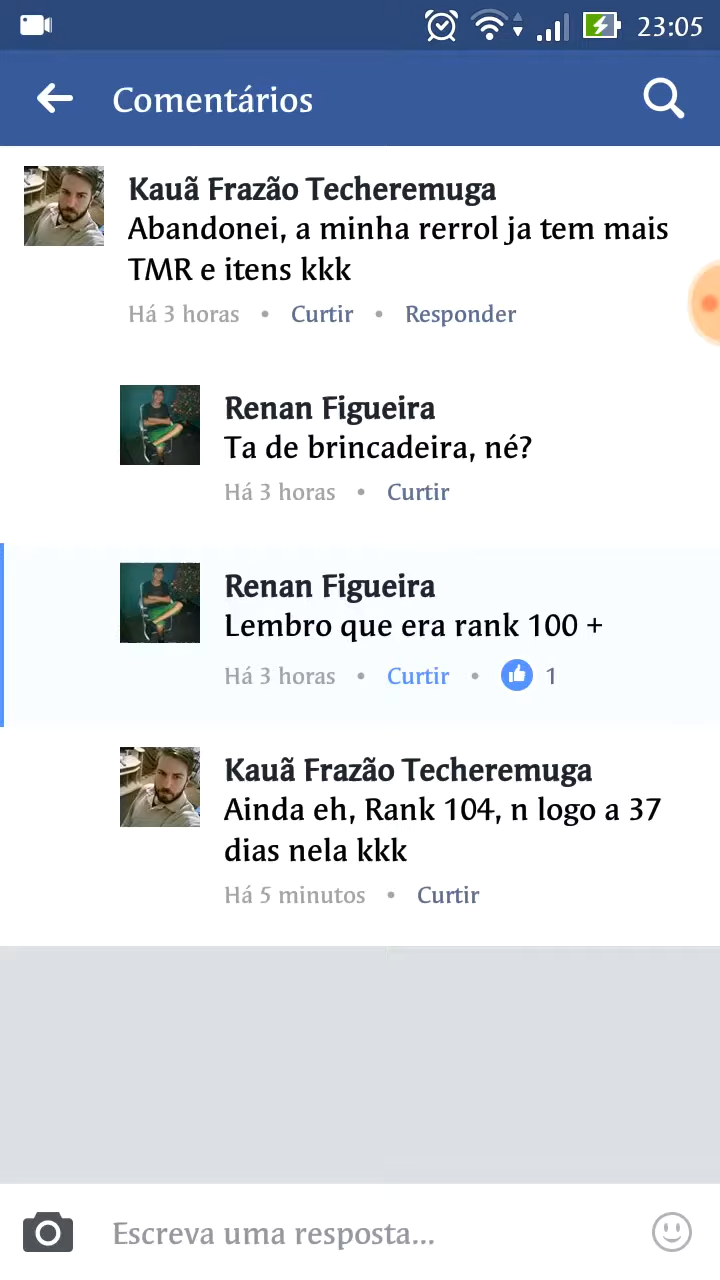 23:05
Comentários
Kauã Frazão Techeremuga
Abandonei, a minha rerrol ja tem mais
TMR e itens kkk
Há 3 horas • Curtir • Responder
Renan Figueira
Ta de brincadeira, né?
Há 3 horas • Curtir
Renan Figueira
Lembro que era rank 100 +
Há 3 horas • Curtir • 1
Kauã Frazão Techeremuga
Ainda eh, Rank 104, n logo a 37
dias nela kkk
Há 5 minutos • Curtir
Escreva uma resposta...